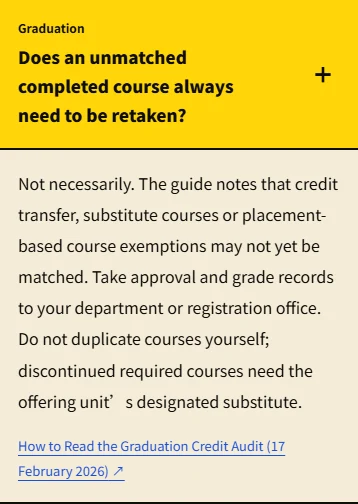 Graduation
Does an unmatched
completed course always
need to be retaken?
+
Not necessarily. The guide notes that credit
transfer, substitute courses or placement-
based course exemptions may not yet be
matched. Take approval and grade records
to your department or registration office.
Do not duplicate courses yourself;
discontinued required courses need the
offering unit’s designated substitute.
How to Read the Graduation Credit Audit (17
February 2026) ↗